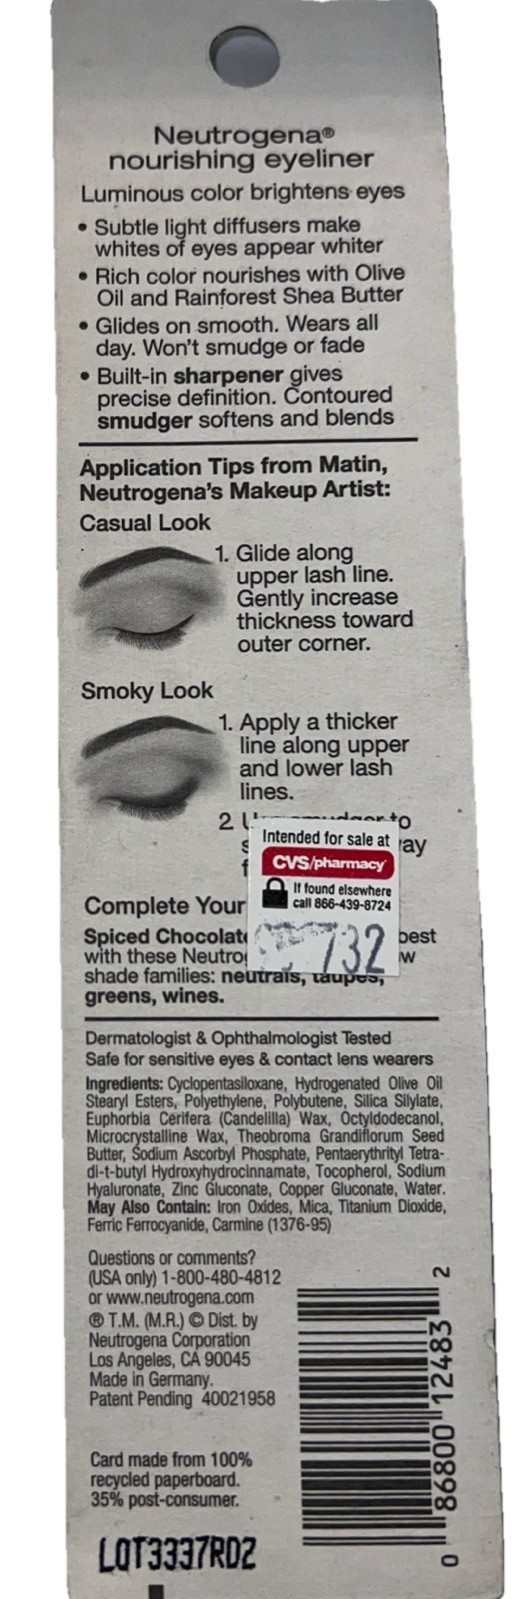 Neutrogena®
nourishing eyeliner
Luminous color brightens eyes
• Subtle light diffusers make
whites of eyes appear whiter
• Rich color nourishes with Olive
Oil and Rainforest Shea Butter
• Glides on smooth. Wears all
day. Won't smudge or fade
• Built-in sharpener gives
precise definition. Contoured
smudger softens and blends
Application Tips from Matin,
Neutrogena's Makeup Artist:
Casual Look
1. Glide along
upper lash line.
Gently increase
thickness toward
outer corner.
Smoky Look
1. Apply a thicker
line along upper
and lower lash
lines.
2. to
Intended for sale at
CVS/pharmacy
If found elsewhere
call 866-439-8724
732
Complete Your
Spiced best
with these
shade families: neutrals, taupes,
greens, wines.
Dermatologist & Ophthalmologist Tested
Safe for sensitive eyes & contact lens wearers
Ingredients: Cyclopentasiloxane, Hydrogenated Olive Oil
Stearyl Esters, Polyethylene, Polybutene, Silica Silylate,
Euphorbia Cerifera (Candelilla) Wax, Octyldodecanol,
Microcrystalline Wax, Theobroma Grandiflorum Seed
Butter, Sodium Ascorbyl Phosphate, Pentaerythrityl Tetra-
di-t-butyl Hydroxyhydrocinnamate, Tocopherol, Sodium
Hyaluronate, Zinc Gluconate, Copper Gluconate, Water.
May Also Contain: Iron Oxides, Mica, Titanium Dioxide,
Ferric Ferrocyanide, Carmine (1376-95)
Questions or comments?
(USA only) 1-800-480-4812
or www.neutrogena.com
® T.M. (M.R.) © Dist. by
Neutrogena Corporation
Los Angeles, CA 90045
Made in Germany.
Patent Pending 40021958
Card made from 100%
recycled paperboard.
35% post-consumer.
LOT3337RD2
0 86800 12483 2